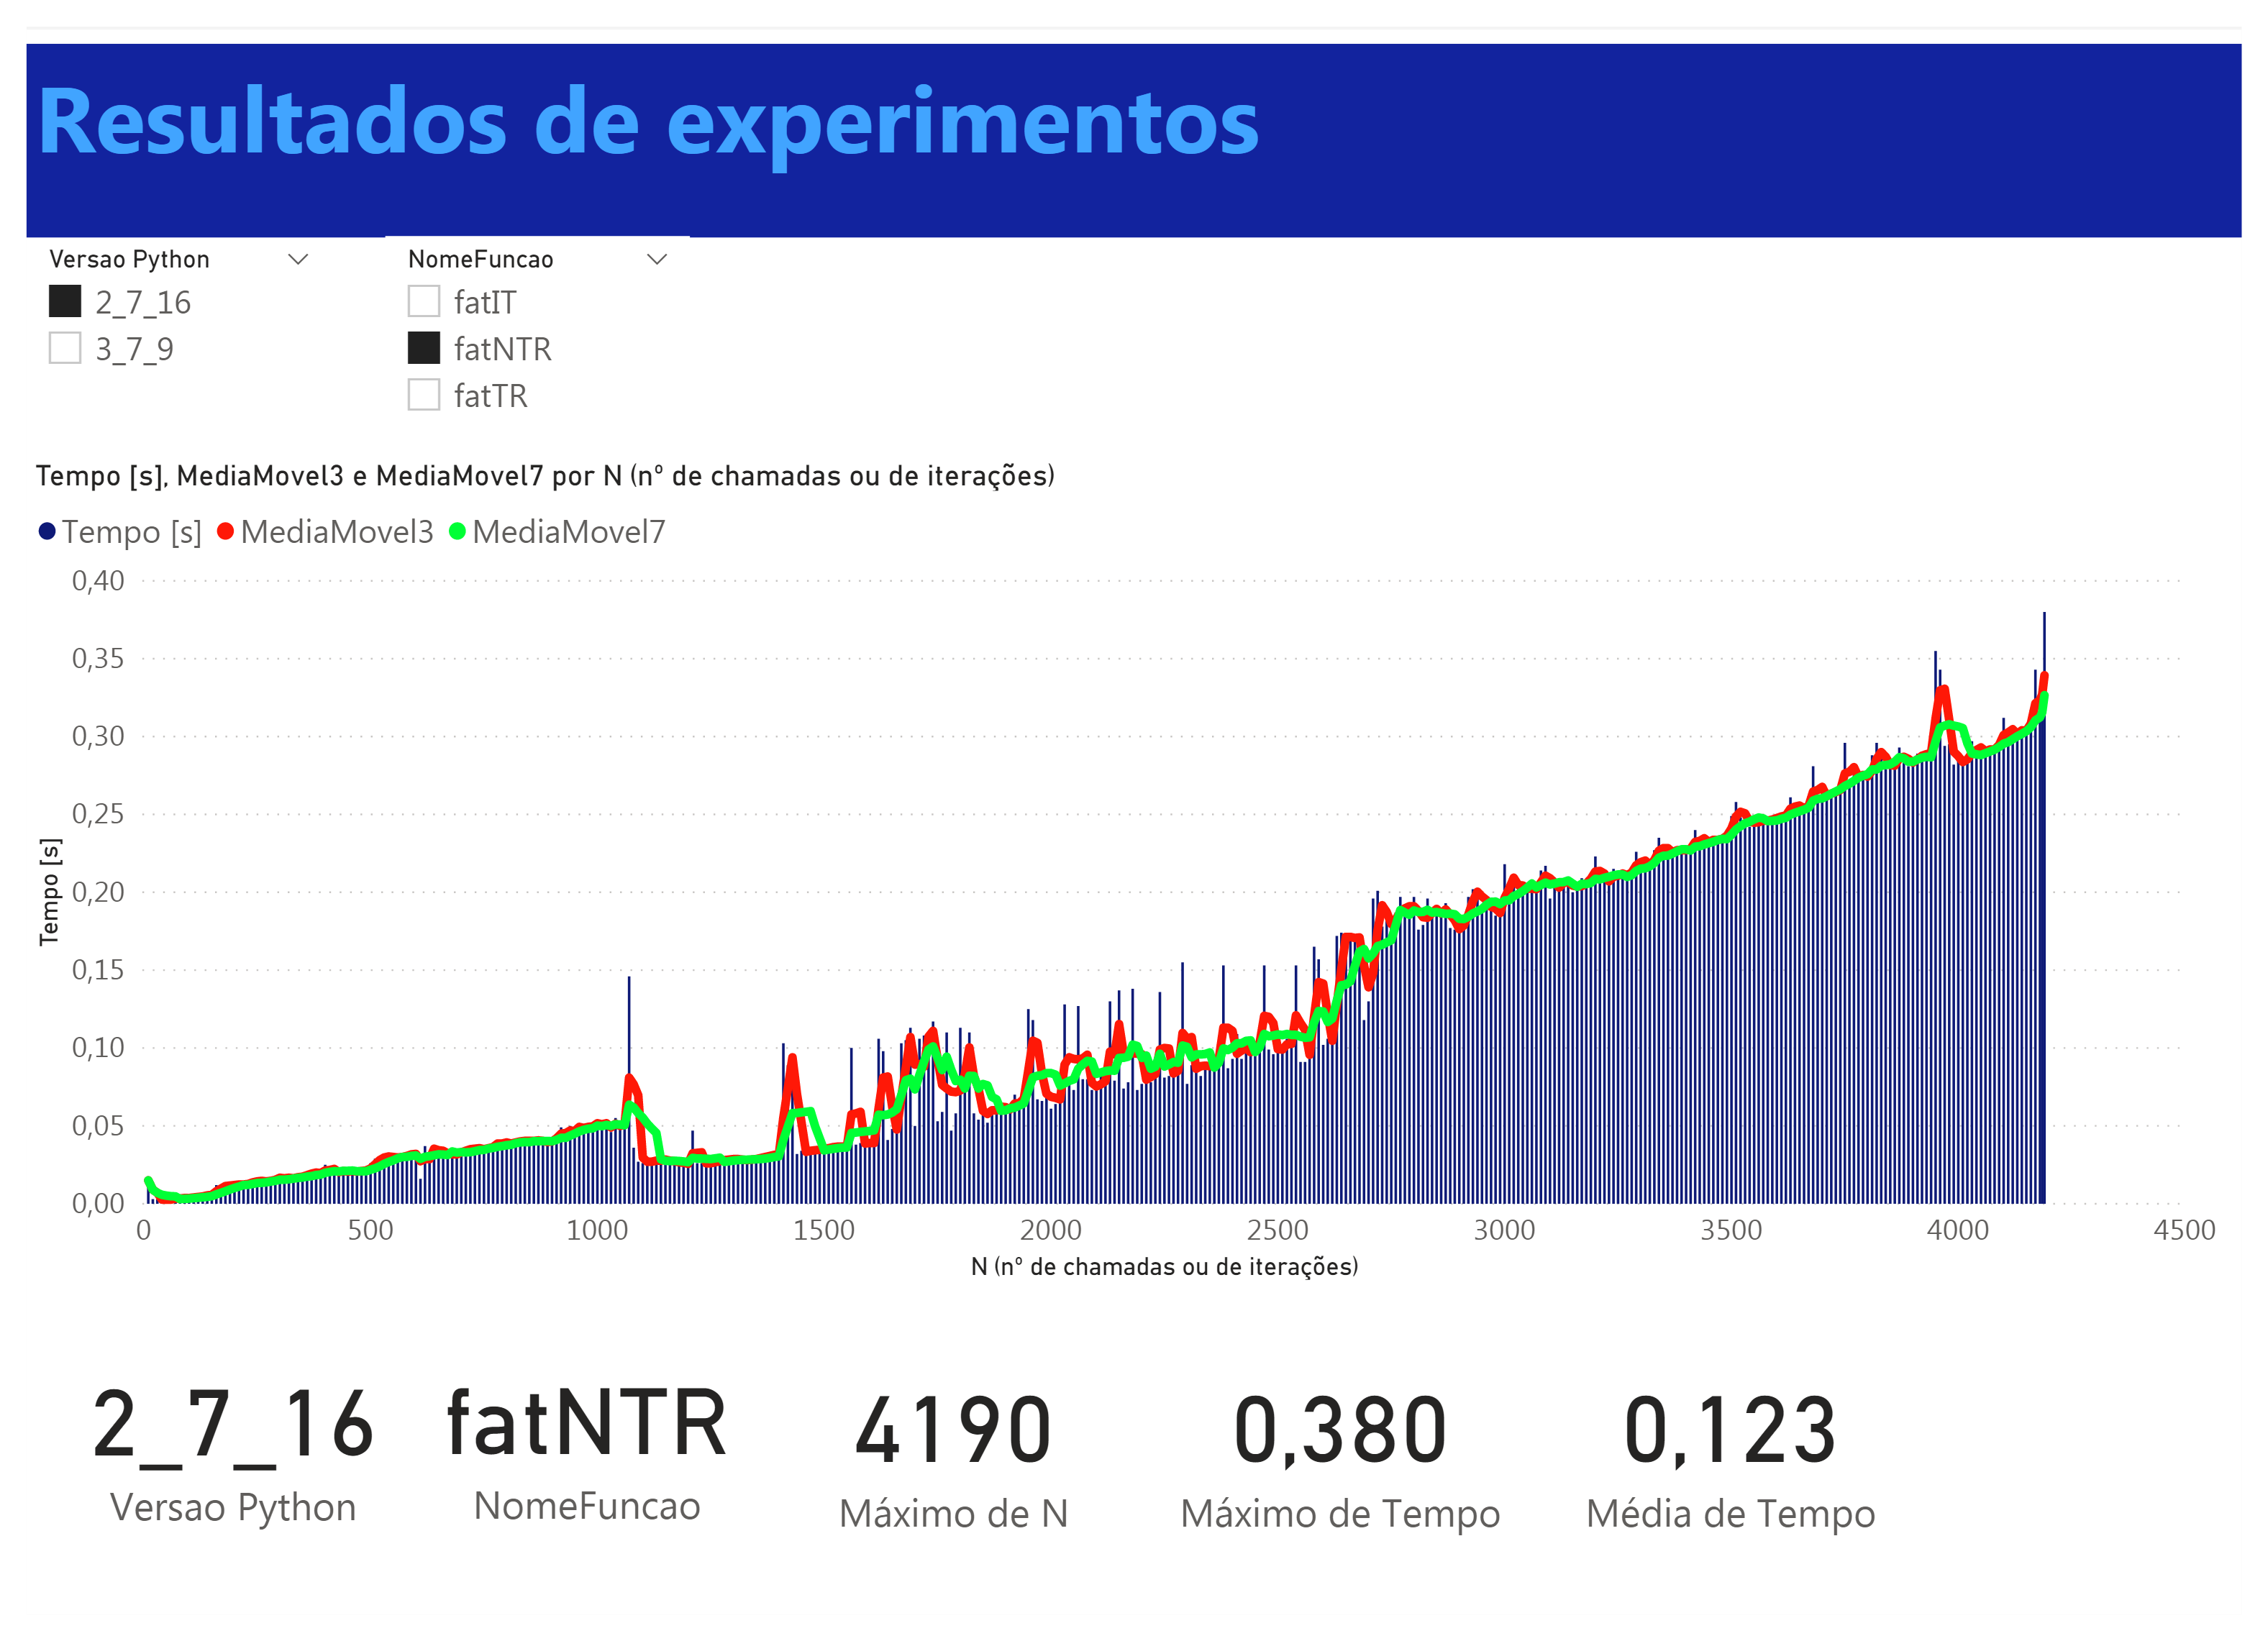 Resultados de experimentos
Versao Python
2_7_16
3_7_9
NomeFuncao
fatIT
fatNTR
fatTR
Tempo [s], MediaMovel3 e MediaMovel7 por N (nº de chamadas ou de iterações)
Tempo [s] MediaMovel3 MediaMovel7
0,40
0,35
0,30
0,25
0,20
0,15
0,10
0,05
0,00
Tempo [s]
0 500 1000 1500 2000 2500 3000 3500 4000 4500
N (nº de chamadas ou de iterações)
2_7_16
Versao Python
fatNTR
NomeFuncao
4190
Máximo de N
0,380
Máximo de Tempo
0,123
Média de Tempo